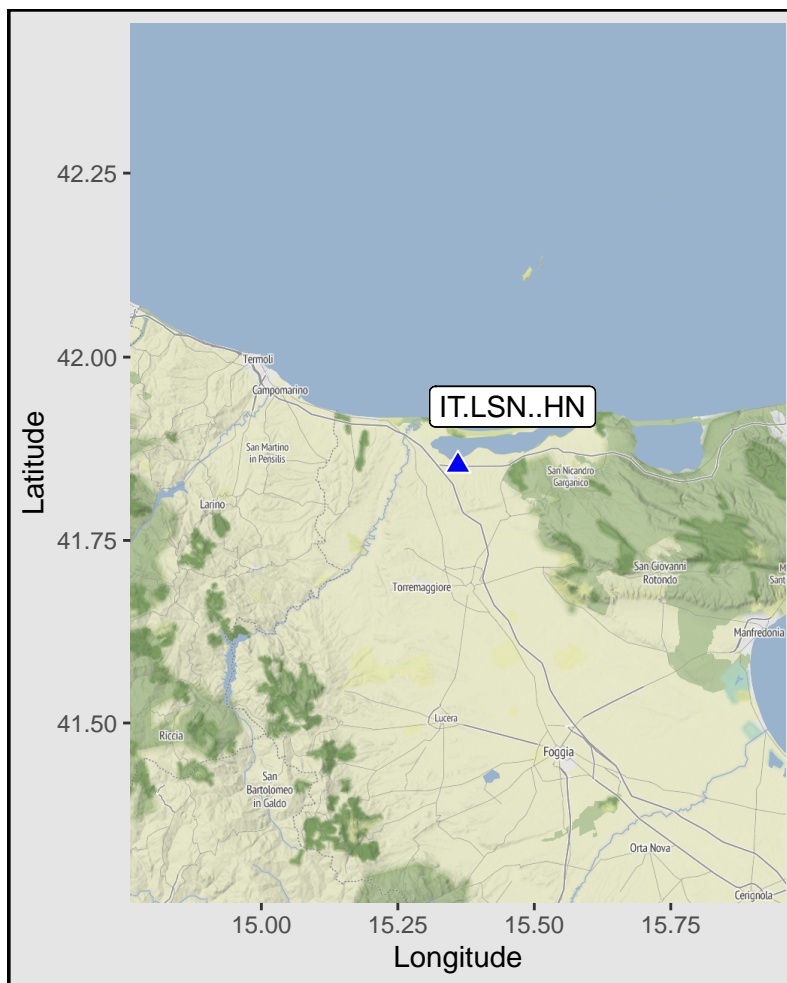 42.25
42.00
41.75
41.50
Latitude
Termoli
Campomarino
IT.LSN..HN
San Martino
in Pensilis
San Nicandro
Garganico
Larino
San Giovanni
Rotondo
Torremaggiore
Manfredonia
Lucera
Riccia
Foggia
San
Bartolomeo
in Galdo
Orta Nova
Cerignola
15.00
15.25
15.50
15.75
Longitude